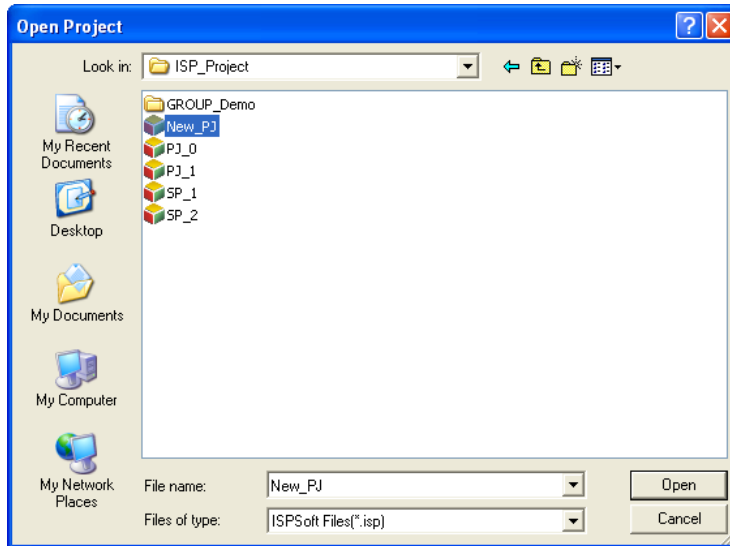 Open Project
Look in:
ISP_Project
My Recent
Documents
Desktop
My Documents
My Computer
My Network
Places
GROUP_Demo
New_PJ
PJ_0
PJ_1
SP_1
SP_2
File name:
New_PJ
Open
Files of type:
ISPSoft Files(*.isp)
Cancel